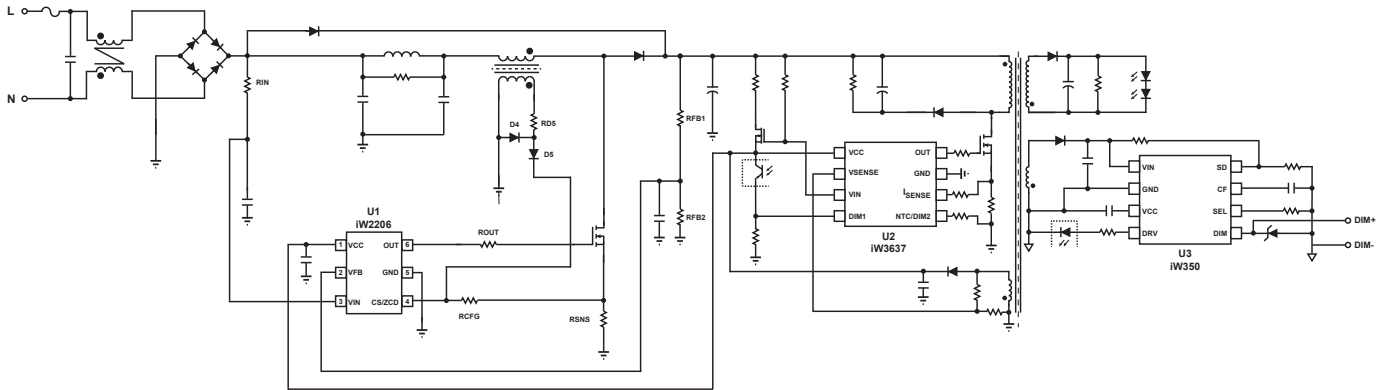 L
N
RIN
D4
RD5
D5
RFB1
RFB2
U1
iW2206
1 VCC
OUT 6
2 VFB
GND 5
3 VIN
CS/ZCD 4
ROUT
RCFG
RSNS
VCC
OUT
VSENSE
GND
VIN
ISENSE
DIM1
NTC/DIM2
U2
iW3637
VIN
SD
GND
CF
VCC
SEL
DRV
DIM
U3
iW350
DIM+
DIM-